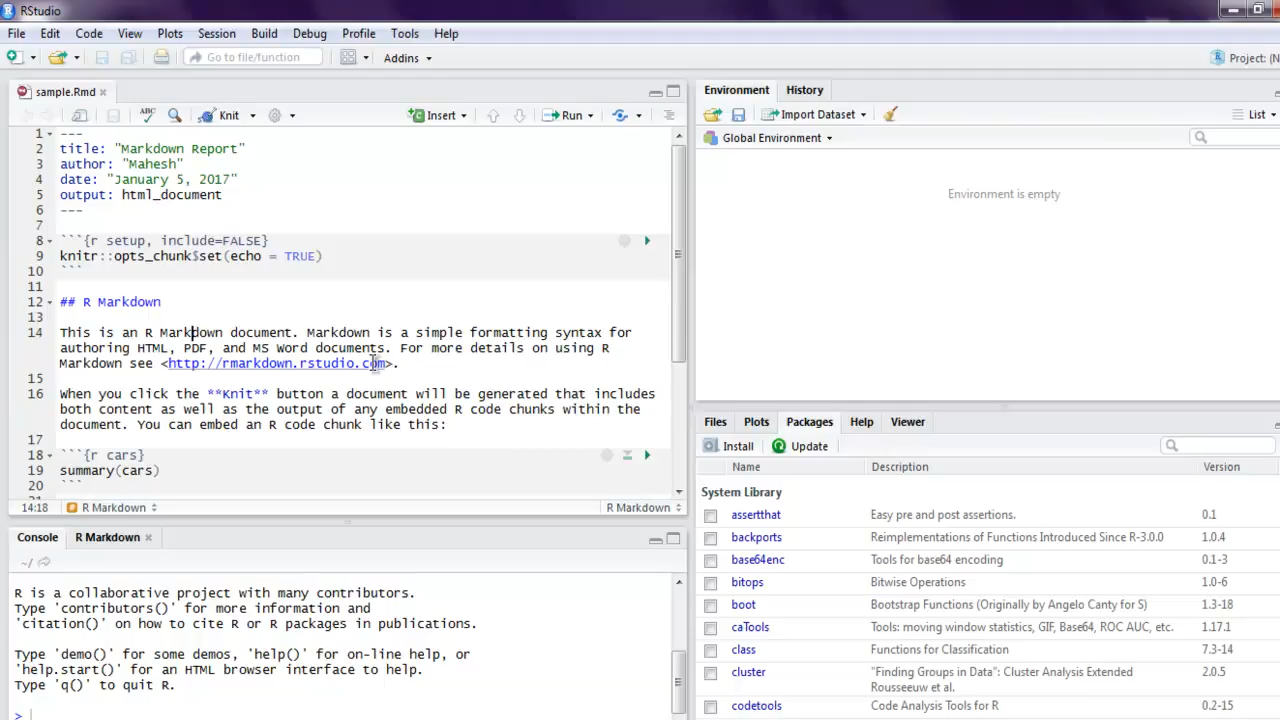 RStudio
File Edit Code View Plots Session Build Debug Profile Tools Help
Go to file/function Addins Project: (N
sample.Rmd
ABC Knit Insert Run
1 ---
2 title: "Markdown Report"
3 author: "Mahesh"
4 date: "January 5, 2017"
5 output: html_document
6 ---
7
8 ```{r setup, include=FALSE}
9 knitr::opts_chunk$set(echo = TRUE)
10 ```
11
12 ## R Markdown
13
14 This is an R Markdown document. Markdown is a simple formatting syntax for
authoring HTML, PDF, and MS Word documents. For more details on using R
Markdown see <http://rmarkdown.rstudio.com>.
15
16 When you click the **Knit** button a document will be generated that includes
both content as well as the output of any embedded R code chunks within the
document. You can embed an R code chunk like this:
17
18 ```{r cars}
19 summary(cars)
20 ```
21
14:18 R Markdown R Markdown
Console R Markdown
~/
R is a collaborative project with many contributors.
Type 'contributors()' for more information and
'citation()' on how to cite R or R packages in publications.
Type 'demo()' for some demos, 'help()' for on-line help, or
'help.start()' for an HTML browser interface to help.
Type 'q()' to quit R.
>
Environment History
Import Dataset List
Global Environment
Environment is empty
Files Plots Packages Help Viewer
Install Update
Name Description Version
System Library
assertthat Easy pre and post assertions. 0.1
backports Reimplementations of Functions Introduced Since R-3.0.0 1.0.4
base64enc Tools for base64 encoding 0.1-3
bitops Bitwise Operations 1.0-6
boot Bootstrap Functions (Originally by Angelo Canty for S) 1.3-18
caTools Tools: moving window statistics, GIF, Base64, ROC AUC, etc. 1.17.1
class Functions for Classification 7.3-14
cluster "Finding Groups in Data": Cluster Analysis Extended 2.0.5
Rousseeuw et al.
codetools Code Analysis Tools for R 0.2-15